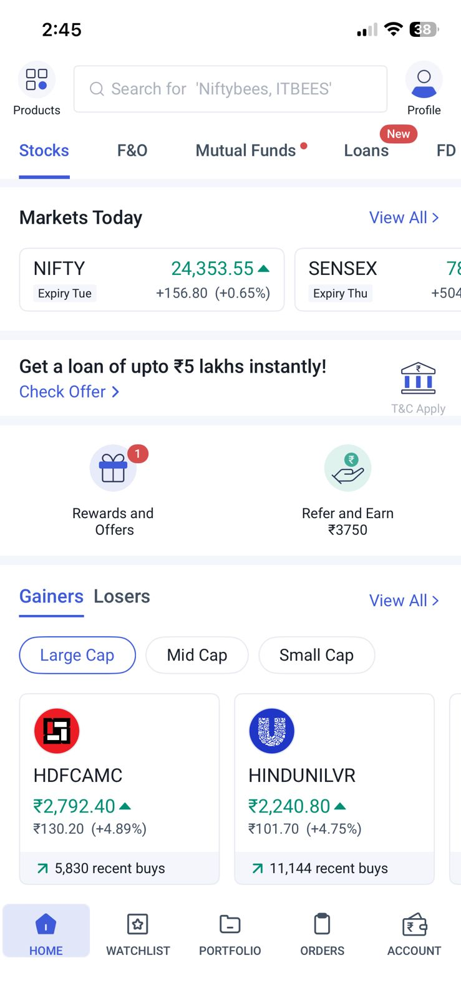 2:45
38
Products
Search for 'Niftybees, ITBEES'
Profile
New
Stocks
F&O
Mutual Funds
Loans
FD
Markets Today
View All
NIFTY
24,353.55
Expiry Tue
+156.80 (+0.65%)
SENSEX
78
Expiry Thu
+504
Get a loan of upto ₹5 lakhs instantly!
Check Offer
₹
T&C Apply
1
Rewards and
Offers
₹
Refer and Earn
₹3750
Gainers
Losers
View All
Large Cap
Mid Cap
Small Cap
HDFCAMC
₹2,792.40
₹130.20 (+4.89%)
5,830 recent buys
U
HINDUNILVR
₹2,240.80
₹101.70 (+4.75%)
11,144 recent buys
HOME
WATCHLIST
PORTFOLIO
ORDERS
₹
ACCOUNT